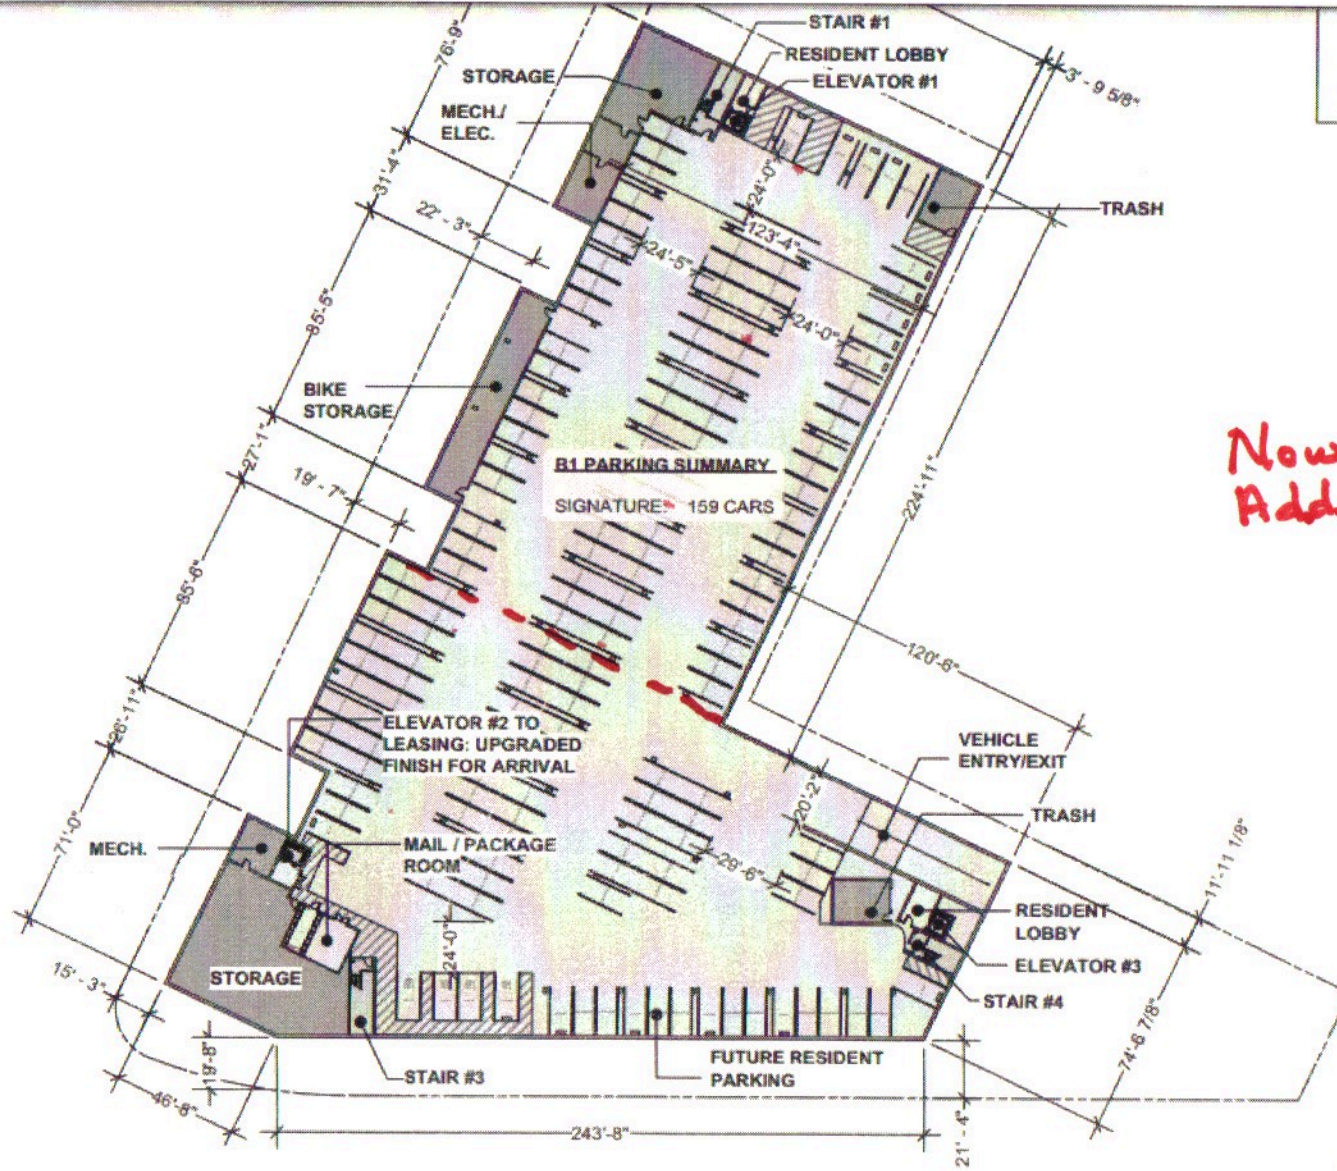 STAIR #1
RESIDENT LOBBY
ELEVATOR #1
STORAGE
MECH./
ELEC.
76'-9"
3' - 9 5/8"
31'-4"
22' - 3"
24'-0"
123'-4"
24'-5"
24'-0"
TRASH
85'-5"
BIKE
STORAGE
27'-1"
19' - 7"
B1 PARKING SUMMARY
SIGNATURE: 159 CARS
224'-11"
Now
Add
85'-6"
120'-6"
26'-11"
ELEVATOR #2 TO
LEASING: UPGRADED
FINISH FOR ARRIVAL
VEHICLE
ENTRY/EXIT
20'-2"
TRASH
71'-0"
MECH.
MAIL / PACKAGE
ROOM
29'-6"
11'-11 1/8"
RESIDENT
LOBBY
ELEVATOR #3
STAIR #4
24'-0"
STORAGE
15' - 3"
19'-8"
46'-8"
STAIR #3
FUTURE RESIDENT
PARKING
74'-6 7/8"
243'-8"
21' - 4"